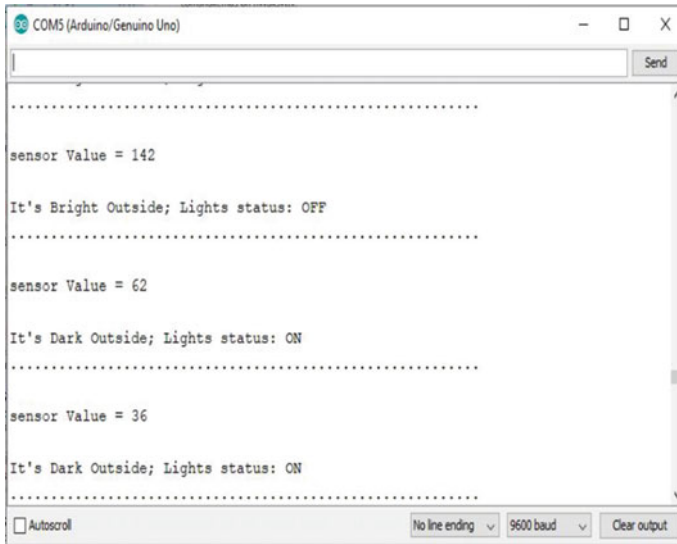 COM5 (Arduino/Genuino Uno)
Send
........................................................
sensor Value = 142
It's Bright Outside; Lights status: OFF
........................................................
sensor Value = 62
It's Dark Outside; Lights status: ON
........................................................
sensor Value = 36
It's Dark Outside; Lights status: ON
........................................................
Autoscroll No line ending 9600 baud Clear output